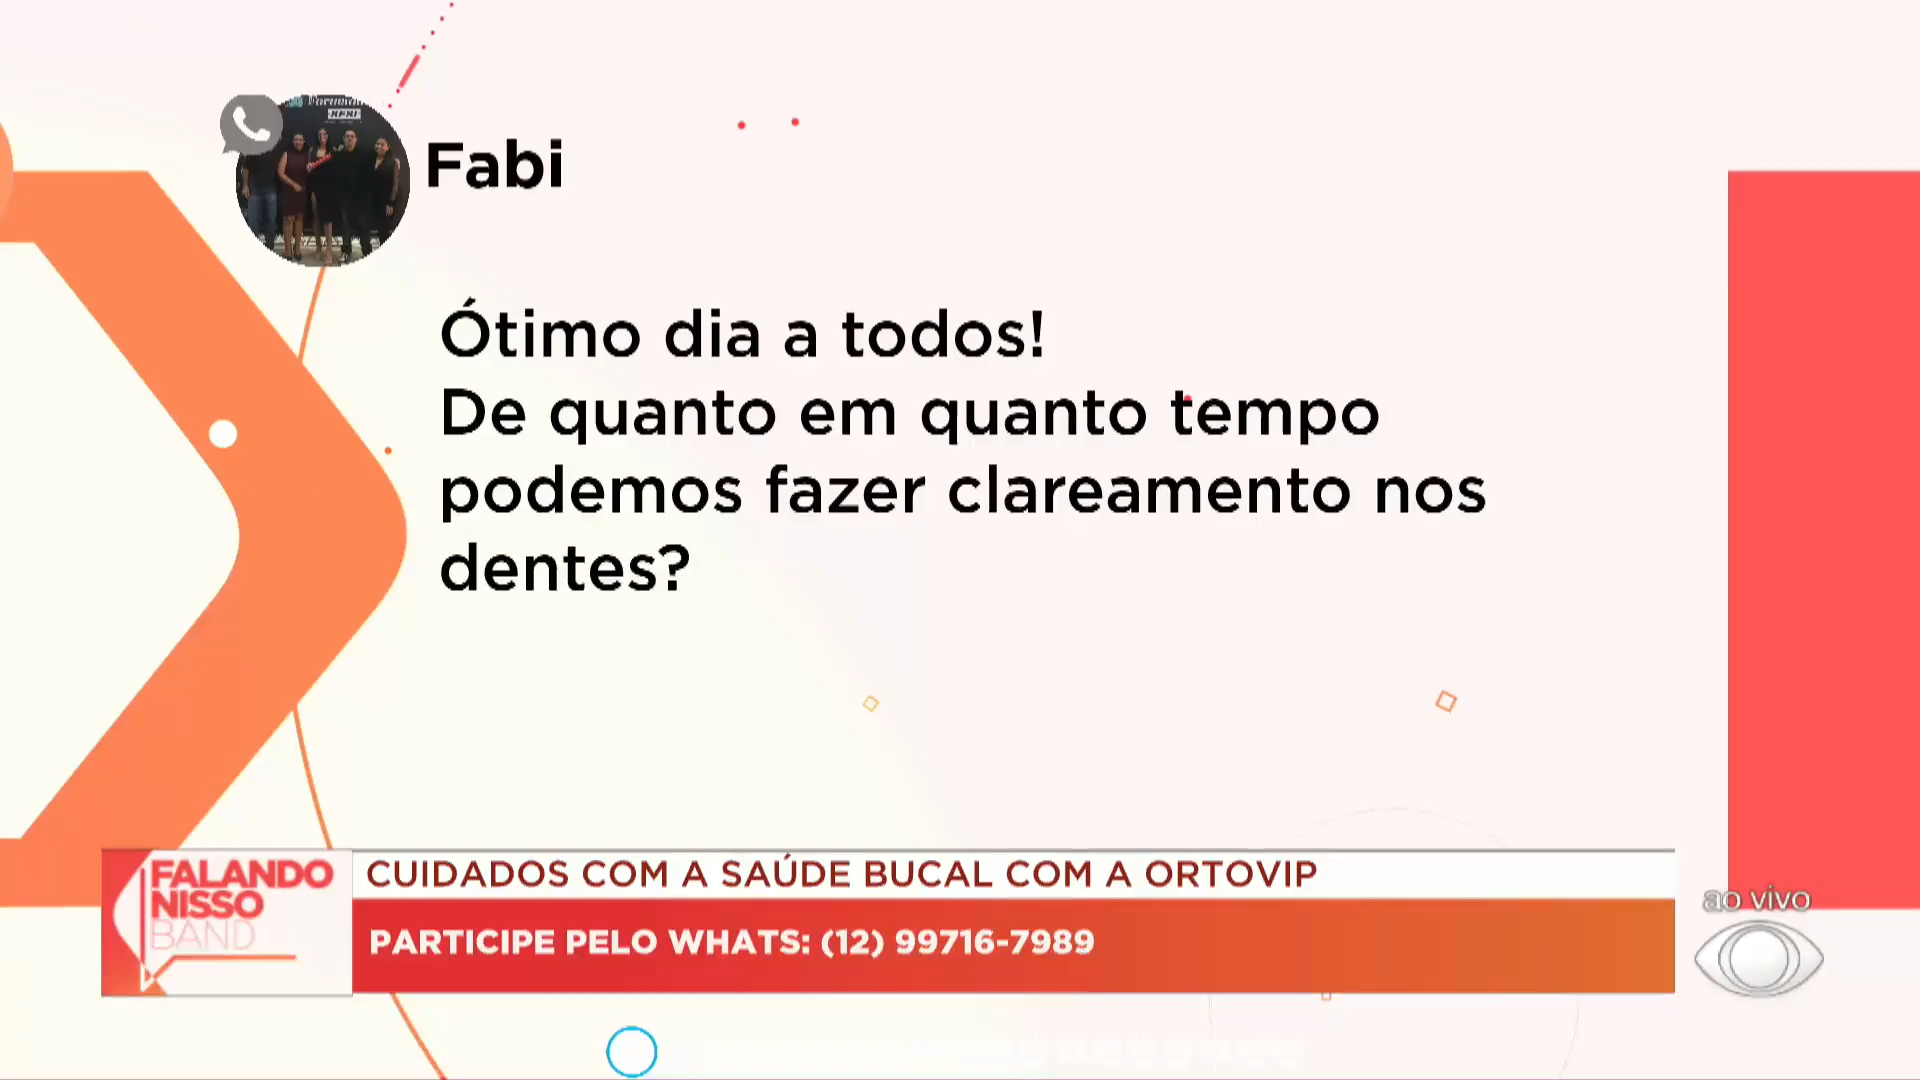 Fabi
Ótimo dia a todos!
De quanto em quanto tempo
podemos fazer clareamento nos
dentes?
FALANDO
NISSO
BAND
CUIDADOS COM A SAÚDE BUCAL COM A ORTOVIP
PARTICIPE PELO WHATS: (12) 99716-7989
ao vivo